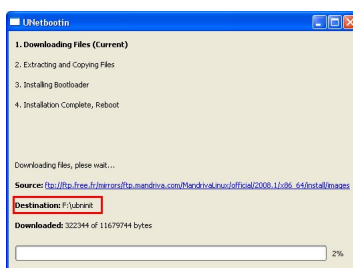 UNetbootin
1. Downloading Files (Current)
2. Extracting and Copying Files
3. Installing Bootloader
4. Installation Complete, Reboot
Downloading files, plese wait...
Source: ftp://ftp.free.fr/mirrors/ftp.mandriva.com/MandrivaLinux/official/2008.1/x86_64/install/images
Destination: F:\ubninit
Downloaded: 322344 of 11679744 bytes
2%